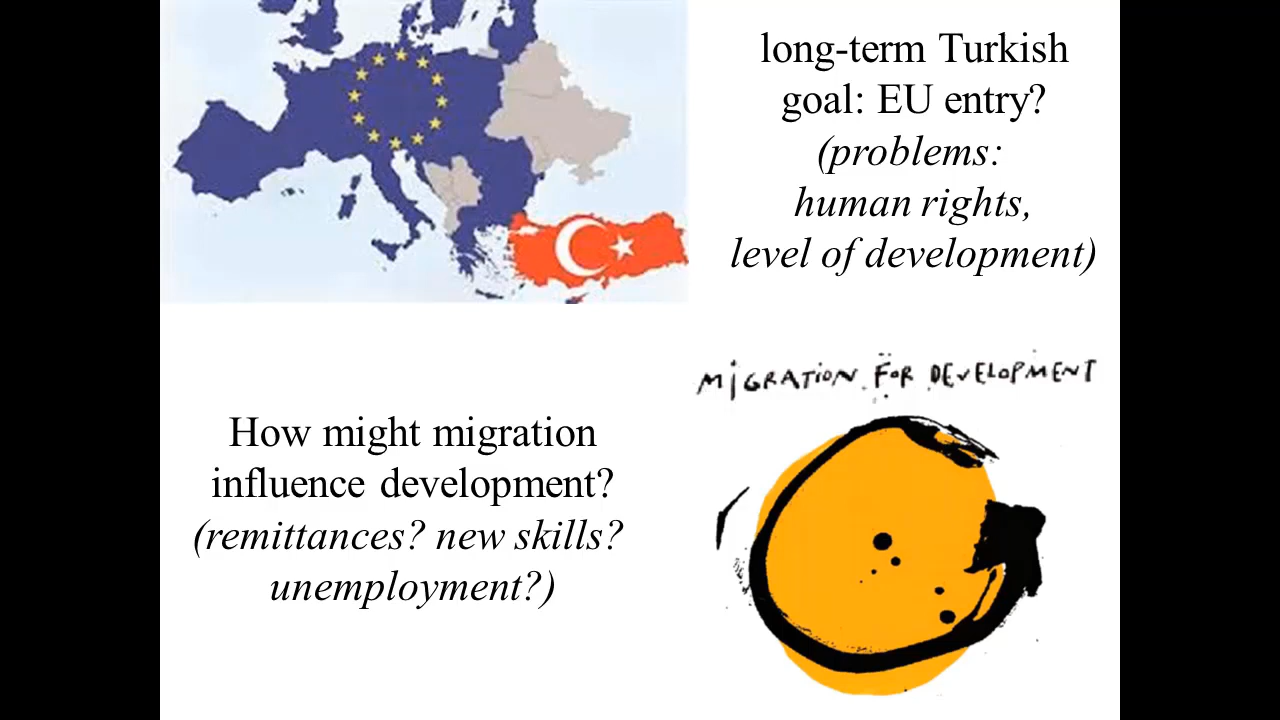 long-term Turkish
goal: EU entry?
(problems:
human rights,
level of development)
MiGRATION FOR DEVELOPMENT
How might migration
influence development?
(remittances? new skills?
unemployment?)